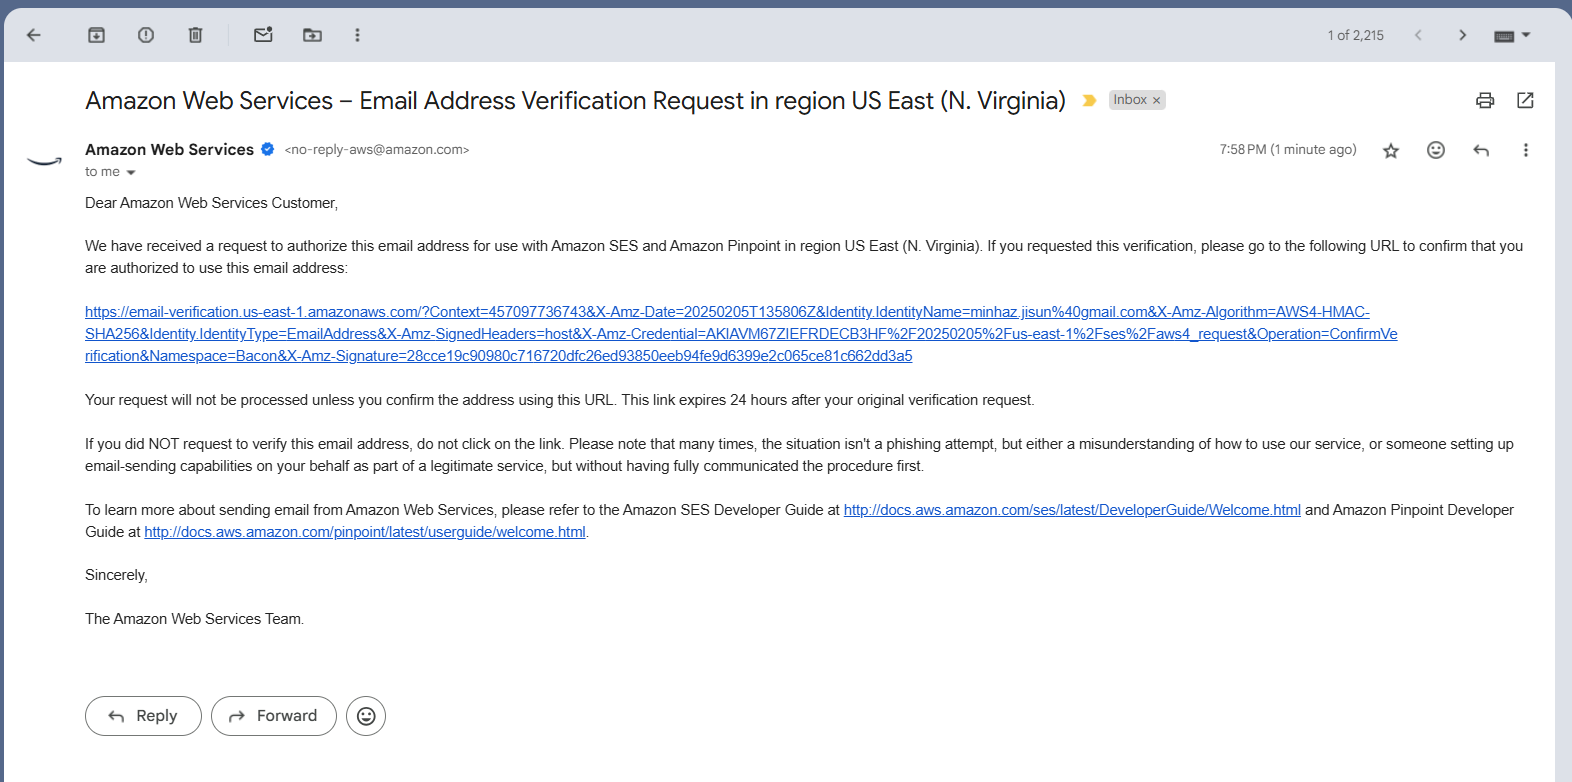 1 of 2,215
Amazon Web Services – Email Address Verification Request in region US East (N. Virginia)
Inbox ×
Amazon Web Services <no-reply-aws@amazon.com>
7:58 PM (1 minute ago)
to me
Dear Amazon Web Services Customer,
We have received a request to authorize this email address for use with Amazon SES and Amazon Pinpoint in region US East (N. Virginia). If you requested this verification, please go to the following URL to confirm that you
are authorized to use this email address:
https://email-verification.us-east-1.amazonaws.com/?Context=457097736743&X-Amz-Date=20250205T135806Z&Identity.IdentityName=minhaz.jisun%40gmail.com&X-Amz-Algorithm=AWS4-HMAC-
SHA256&Identity.IdentityType=EmailAddress&X-Amz-SignedHeaders=host&X-Amz-Credential=AKIAVM67ZIEFRDECB3HF%2F20250205%2Fus-east-1%2Fses%2Faws4_request&Operation=ConfirmVe
rification&Namespace=Bacon&X-Amz-Signature=28cce19c90980c716720dfc26ed93850eeb94fe9d6399e2c065ce81c662dd3a5
Your request will not be processed unless you confirm the address using this URL. This link expires 24 hours after your original verification request.
If you did NOT request to verify this email address, do not click on the link. Please note that many times, the situation isn't a phishing attempt, but either a misunderstanding of how to use our service, or someone setting up
email-sending capabilities on your behalf as part of a legitimate service, but without having fully communicated the procedure first.
To learn more about sending email from Amazon Web Services, please refer to the Amazon SES Developer Guide at http://docs.aws.amazon.com/ses/latest/DeveloperGuide/Welcome.html and Amazon Pinpoint Developer
Guide at http://docs.aws.amazon.com/pinpoint/latest/userguide/welcome.html.
Sincerely,
The Amazon Web Services Team.
Reply
Forward